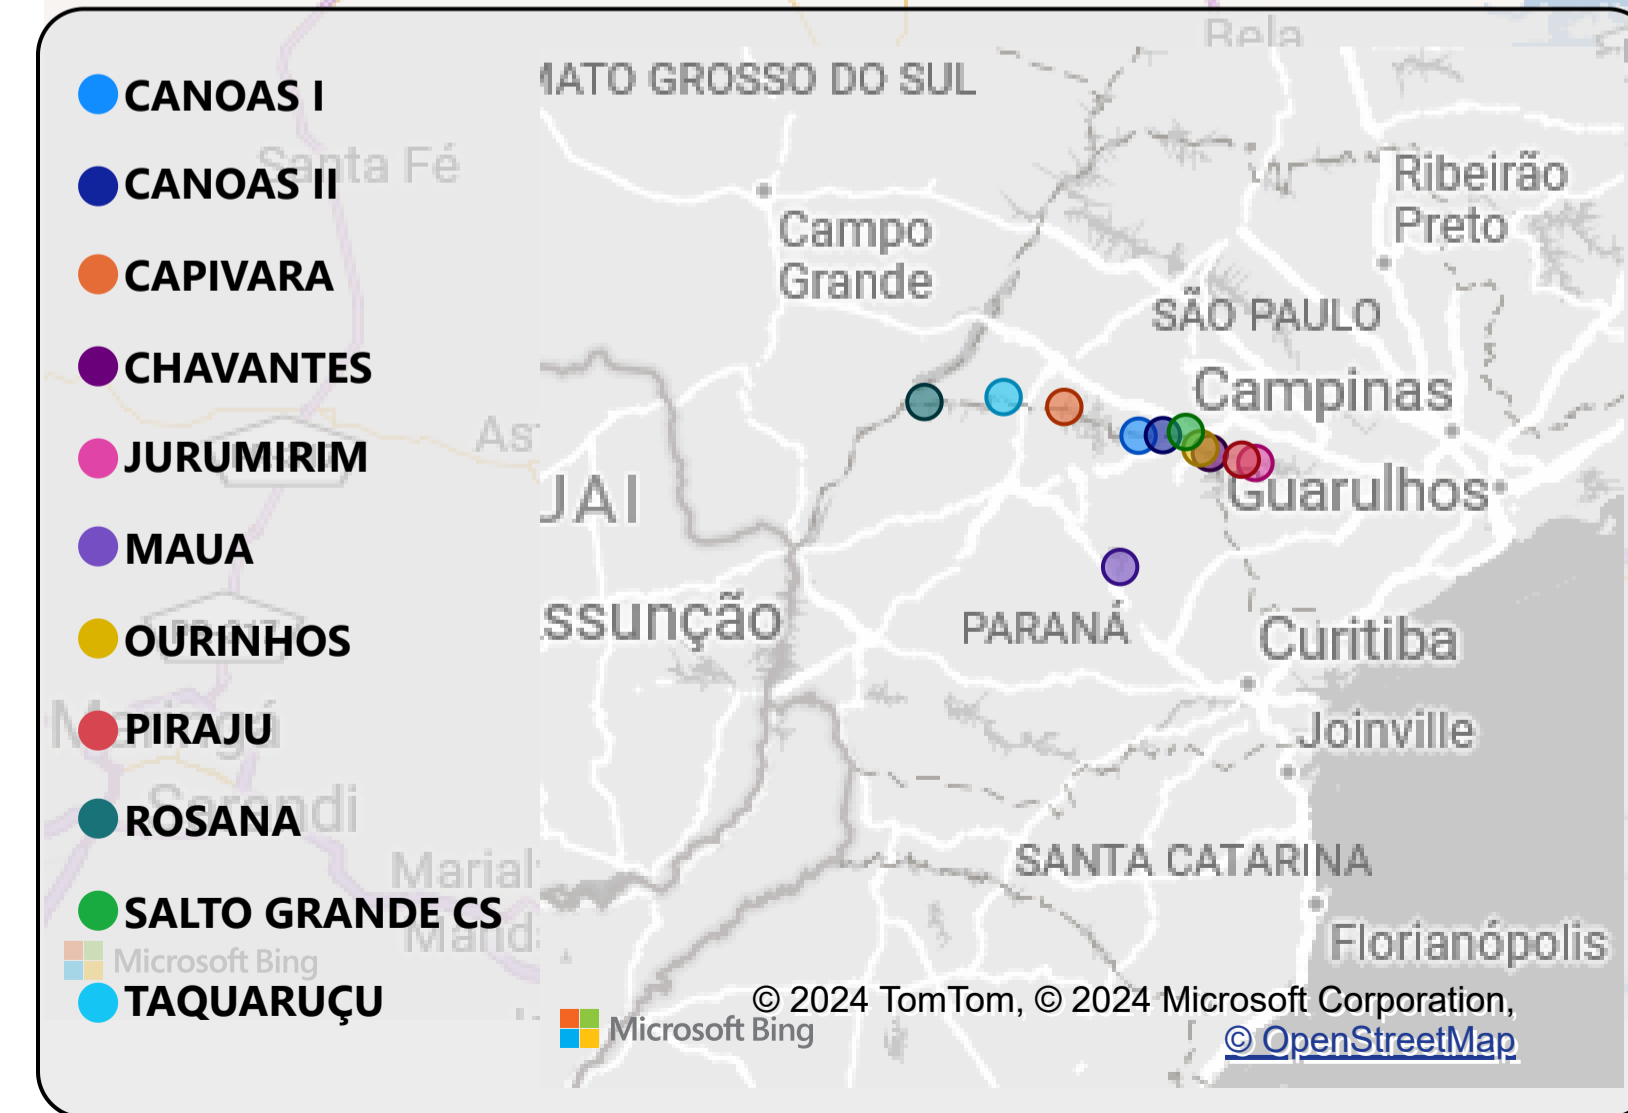 CANOAS I
CANOAS II
CAPIVARA
CHAVANTES
JURUMIRIM
MAUA
OURINHOS
PIRAJU
ROSANA
SALTO GRANDE CS
TAQUARUÇU
Santa Fé
Sarandi
Microsoft Bing
Bela
MATO GROSSO DO SUL
Ribeirão
Preto
Campo
Grande
SÃO PAULO
Campinas
UAI
Guarulhos
ssunção
PARANÁ
Curitiba
Joinville
SANTA CATARINA
Florianópolis
© 2024 TomTom, © 2024 Microsoft Corporation,
Microsoft Bing
© OpenStreetMap